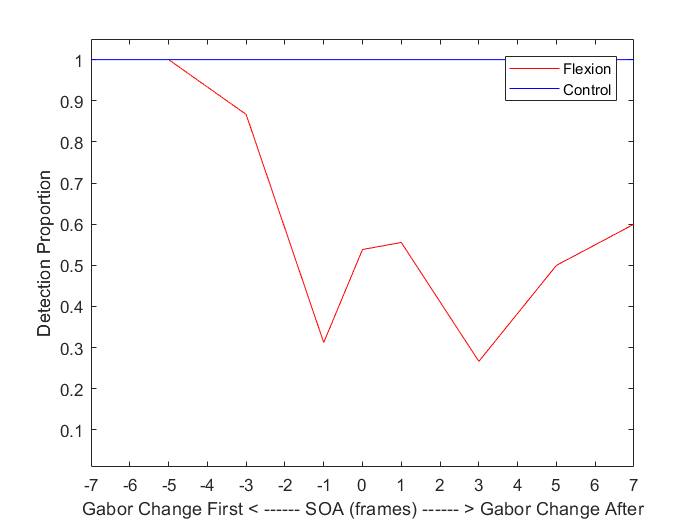 1
0.9
0.8
0.7
0.6
0.5
0.4
0.3
0.2
0.1
Detection Proportion
Flexion
Control
-7 -6 -5 -4 -3 -2 -1 0 1 2 3 4 5 6 7
Gabor Change First < ------ SOA (frames) ------ > Gabor Change After